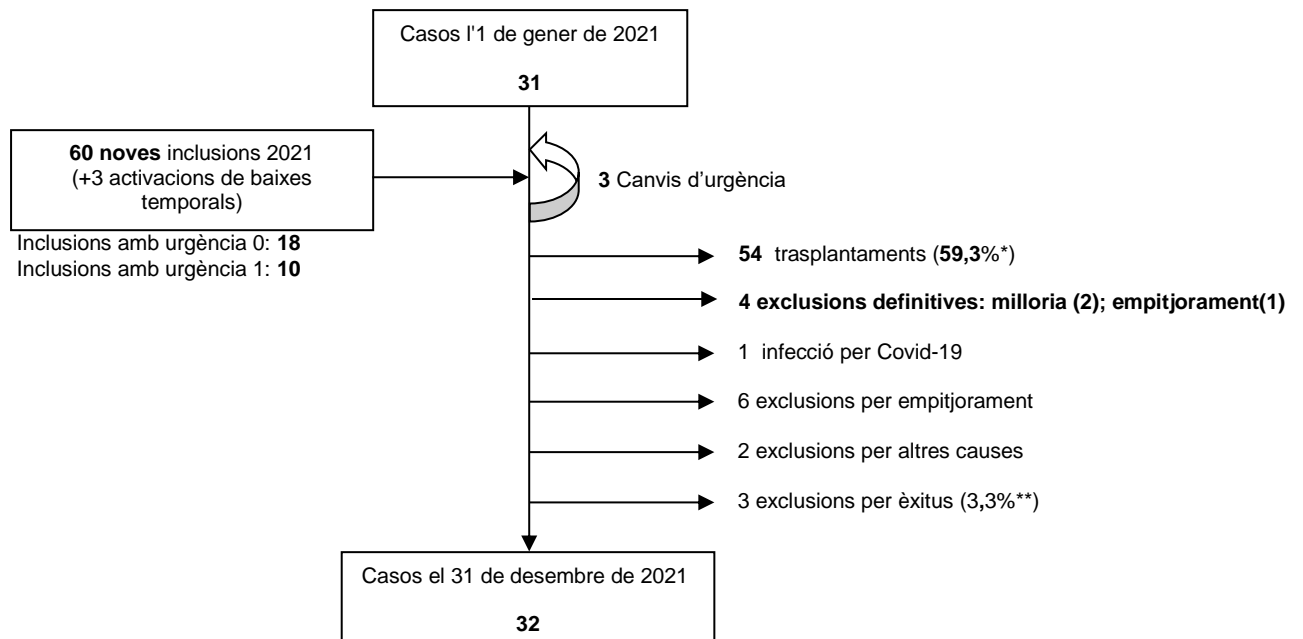 Casos l'1 de gener de 2021
31
60 noves inclusions 2021
(+3 activacions de baixes
temporals)
3 Canvis d’urgència
Inclusions amb urgència 0: 18
Inclusions amb urgència 1: 10
54 trasplantaments (59,3%*)
4 exclusions definitives: milloria (2); empitjorament(1)
1 infecció per Covid-19
6 exclusions per empitjorament
2 exclusions per altres causes
3 exclusions per èxitus (3,3%**)
Casos el 31 de desembre de 2021
32